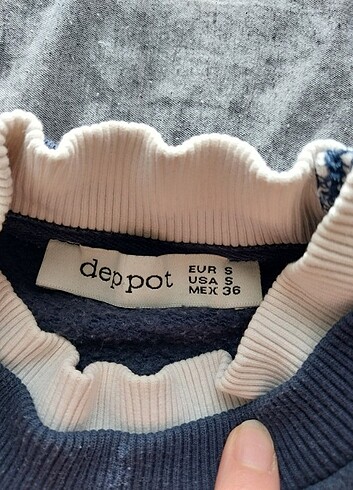 deppot
EUR S
USA S
MEX 36